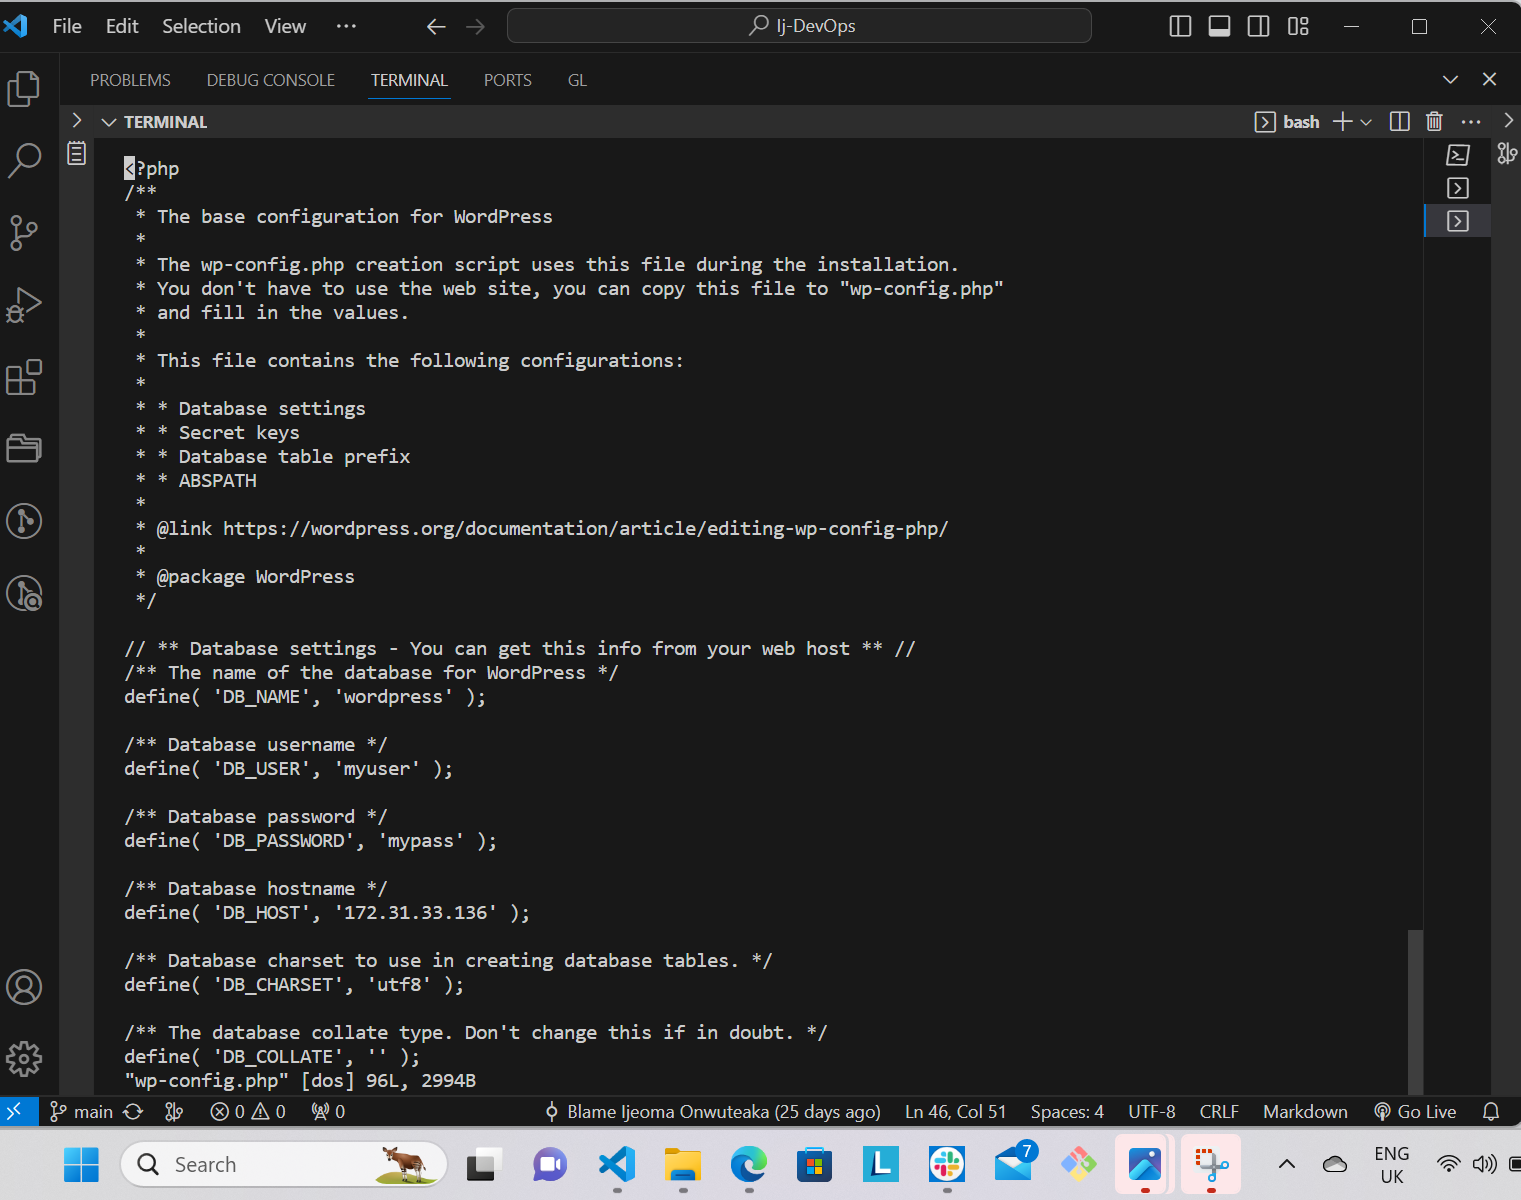 File Edit Selection View ··· Ij-DevOps
PROBLEMS DEBUG CONSOLE TERMINAL PORTS GL
TERMINAL bash
<?php
/**
 * The base configuration for WordPress
 *
 * The wp-config.php creation script uses this file during the installation.
 * You don't have to use the web site, you can copy this file to "wp-config.php"
 * and fill in the values.
 *
 * This file contains the following configurations:
 *
 * * Database settings
 * * Secret keys
 * * Database table prefix
 * * ABSPATH
 *
 * @link https://wordpress.org/documentation/article/editing-wp-config-php/
 *
 * @package WordPress
 */
// ** Database settings - You can get this info from your web host ** //
/** The name of the database for WordPress */
define( 'DB_NAME', 'wordpress' );
/** Database username */
define( 'DB_USER', 'myuser' );
/** Database password */
define( 'DB_PASSWORD', 'mypass' );
/** Database hostname */
define( 'DB_HOST', '172.31.33.136' );
/** Database charset to use in creating database tables. */
define( 'DB_CHARSET', 'utf8' );
/** The database collate type. Don't change this if in doubt. */
define( 'DB_COLLATE', '' );
"wp-config.php" [dos] 96L, 2994B
main 0 0 0 Blame Ijeoma Onwuteaka (25 days ago) Ln 46, Col 51 Spaces: 4 UTF-8 CRLF Markdown Go Live
Search L 7 ENG
UK